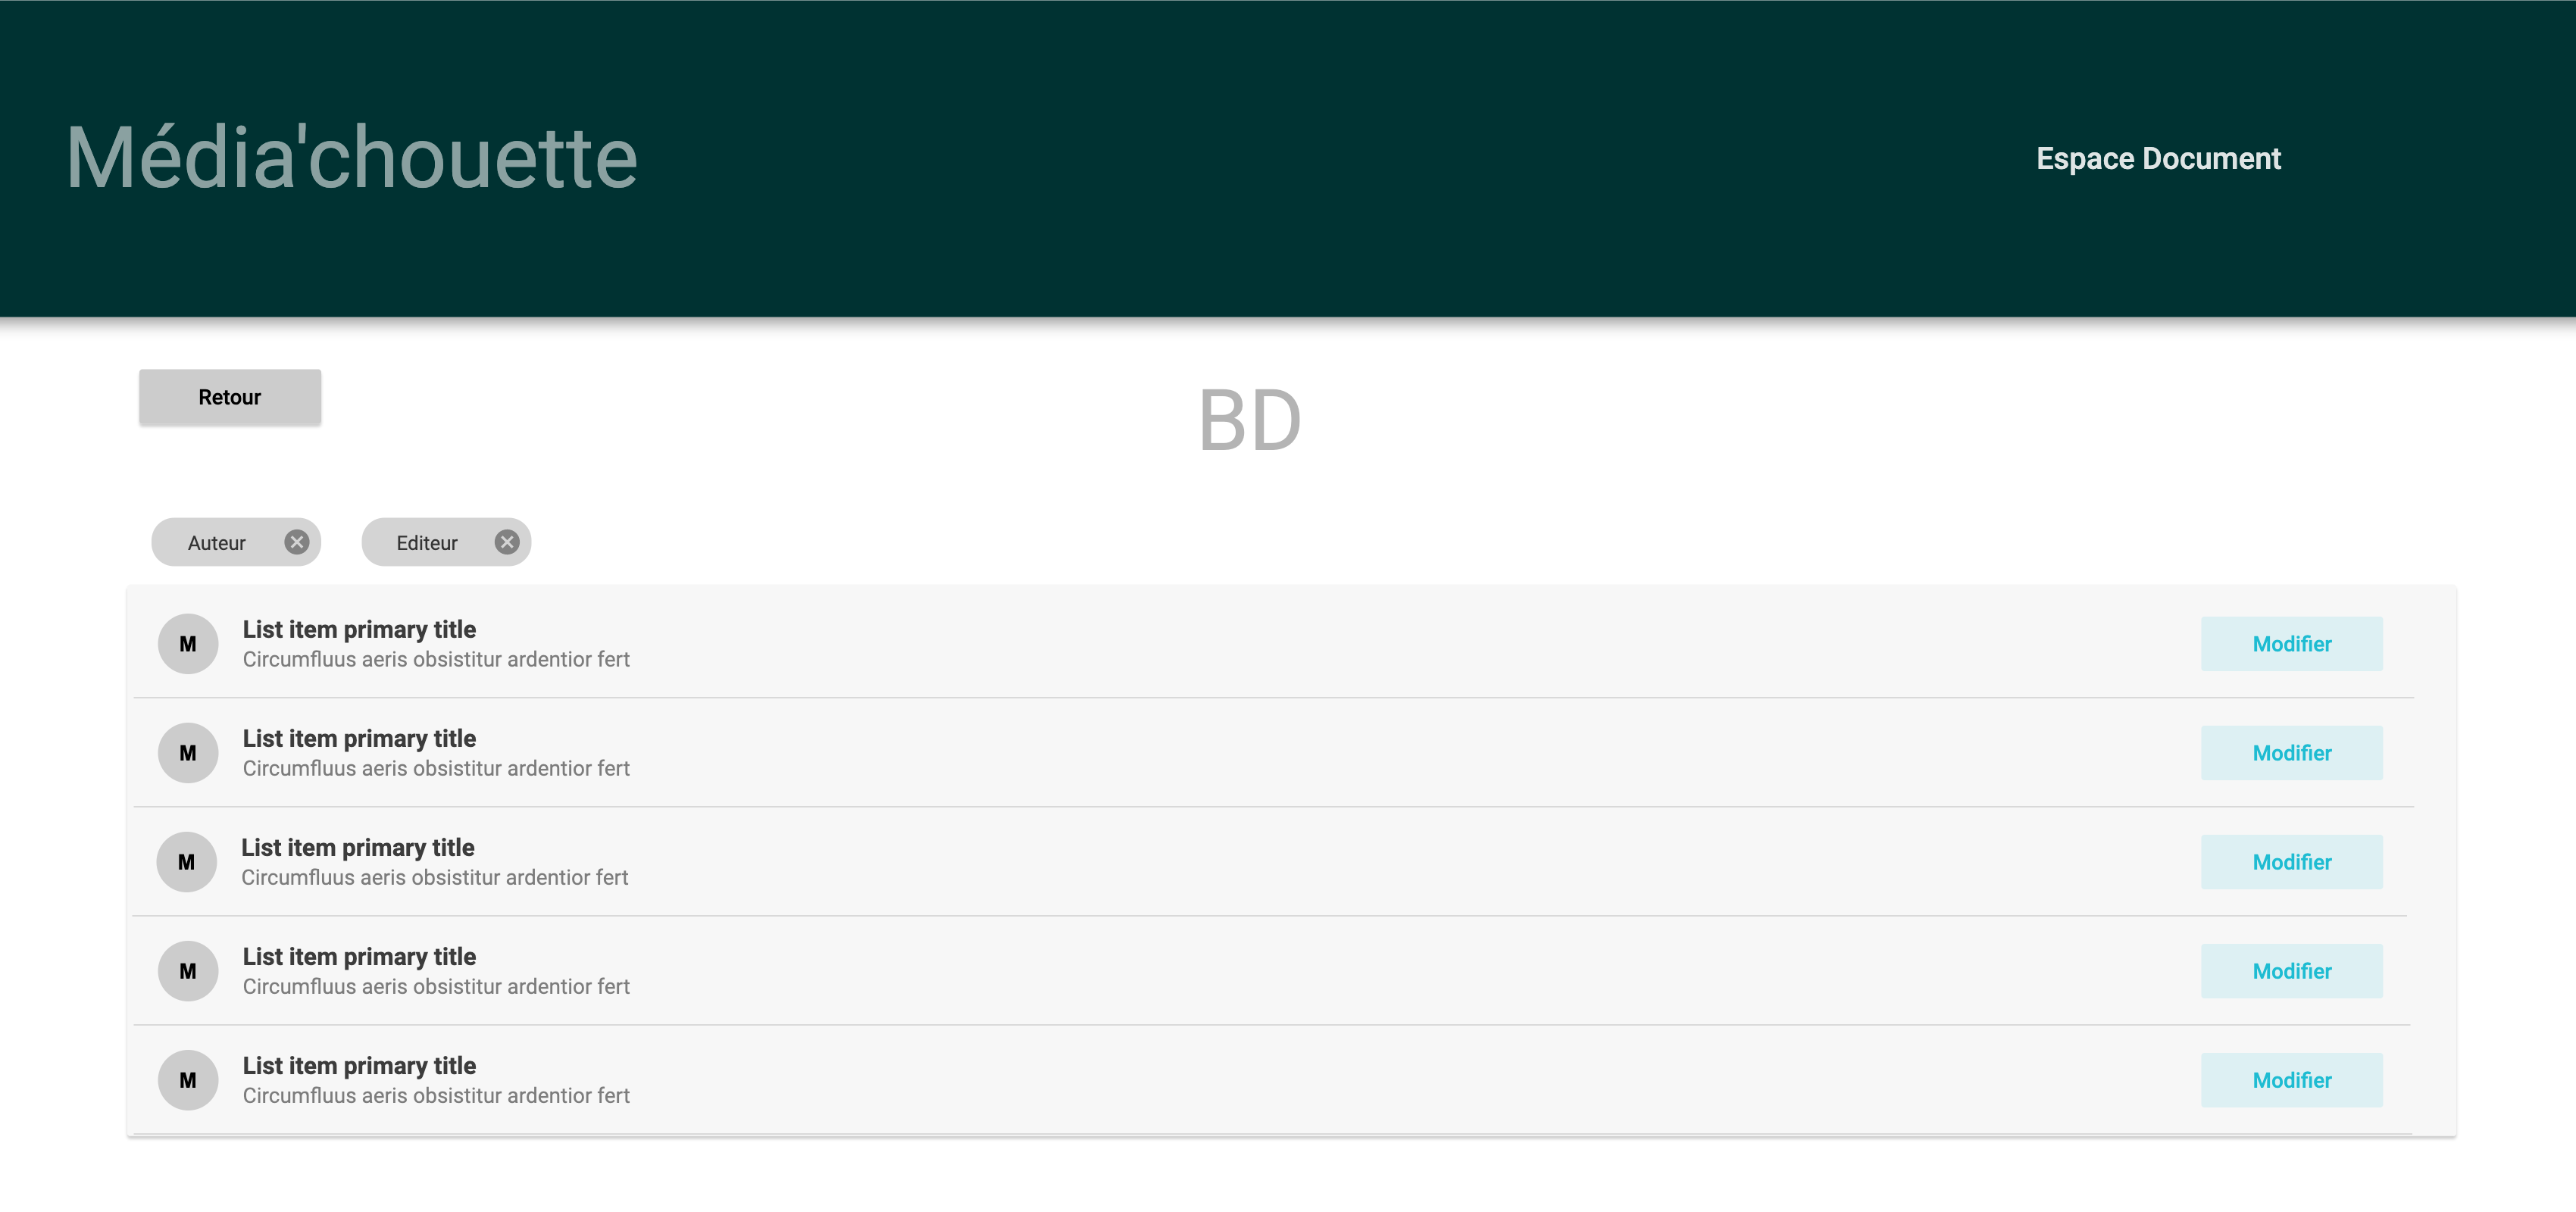 Média'chouette
Espace Document
Retour
BD
Auteur
Editeur
M
List item primary title
Circumfluus aeris obsistitur ardentior fert
Modifier
M
List item primary title
Circumfluus aeris obsistitur ardentior fert
Modifier
M
List item primary title
Circumfluus aeris obsistitur ardentior fert
Modifier
M
List item primary title
Circumfluus aeris obsistitur ardentior fert
Modifier
M
List item primary title
Circumfluus aeris obsistitur ardentior fert
Modifier